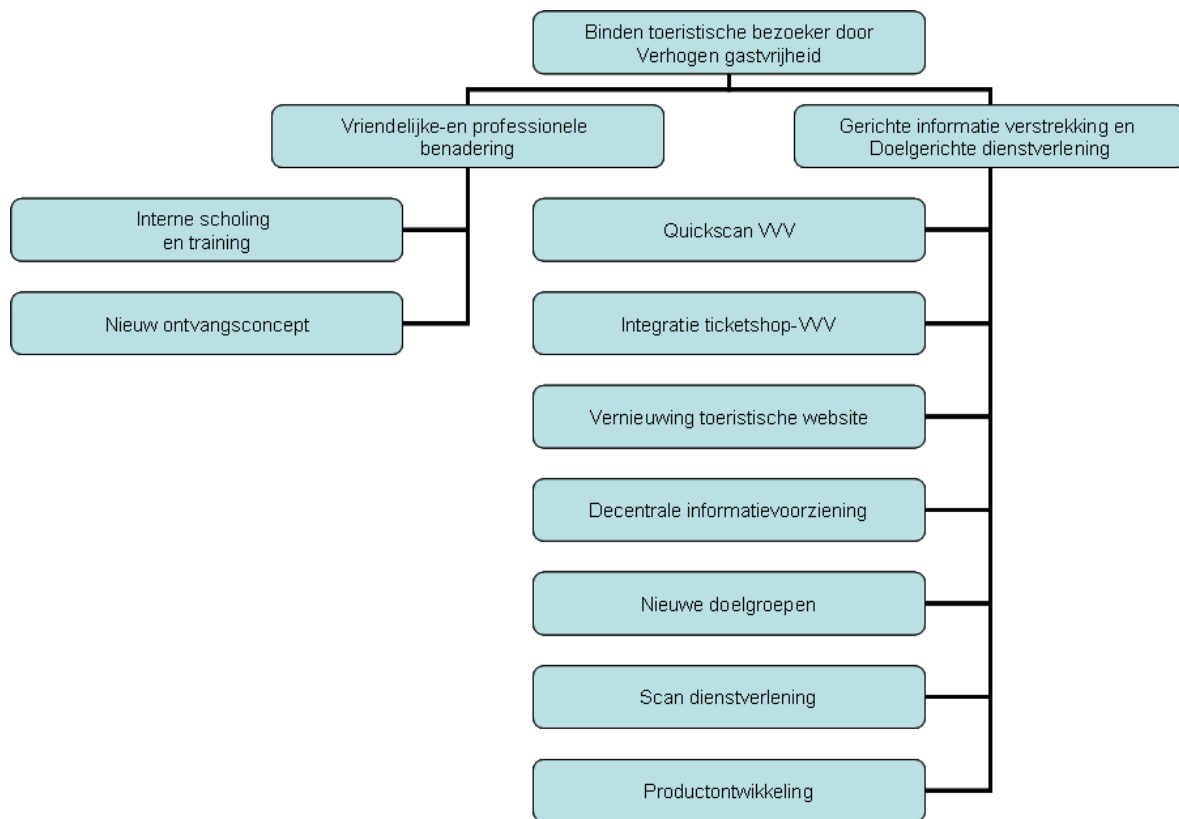 Binden toeristische bezoeker door
Verhogen gastvrijheid
Vriendelijke-en professionele
benadering
Gerichte informatie verstrekking en
Doelgerichte dienstverlening
Interne scholing
en training
Nieuw ontvangsconcept
Quickscan VVV
Integratie ticketshop-VVV
Vernieuwing toeristische website
Decentrale informatievoorziening
Nieuwe doelgroepen
Scan dienstverlening
Productontwikkeling